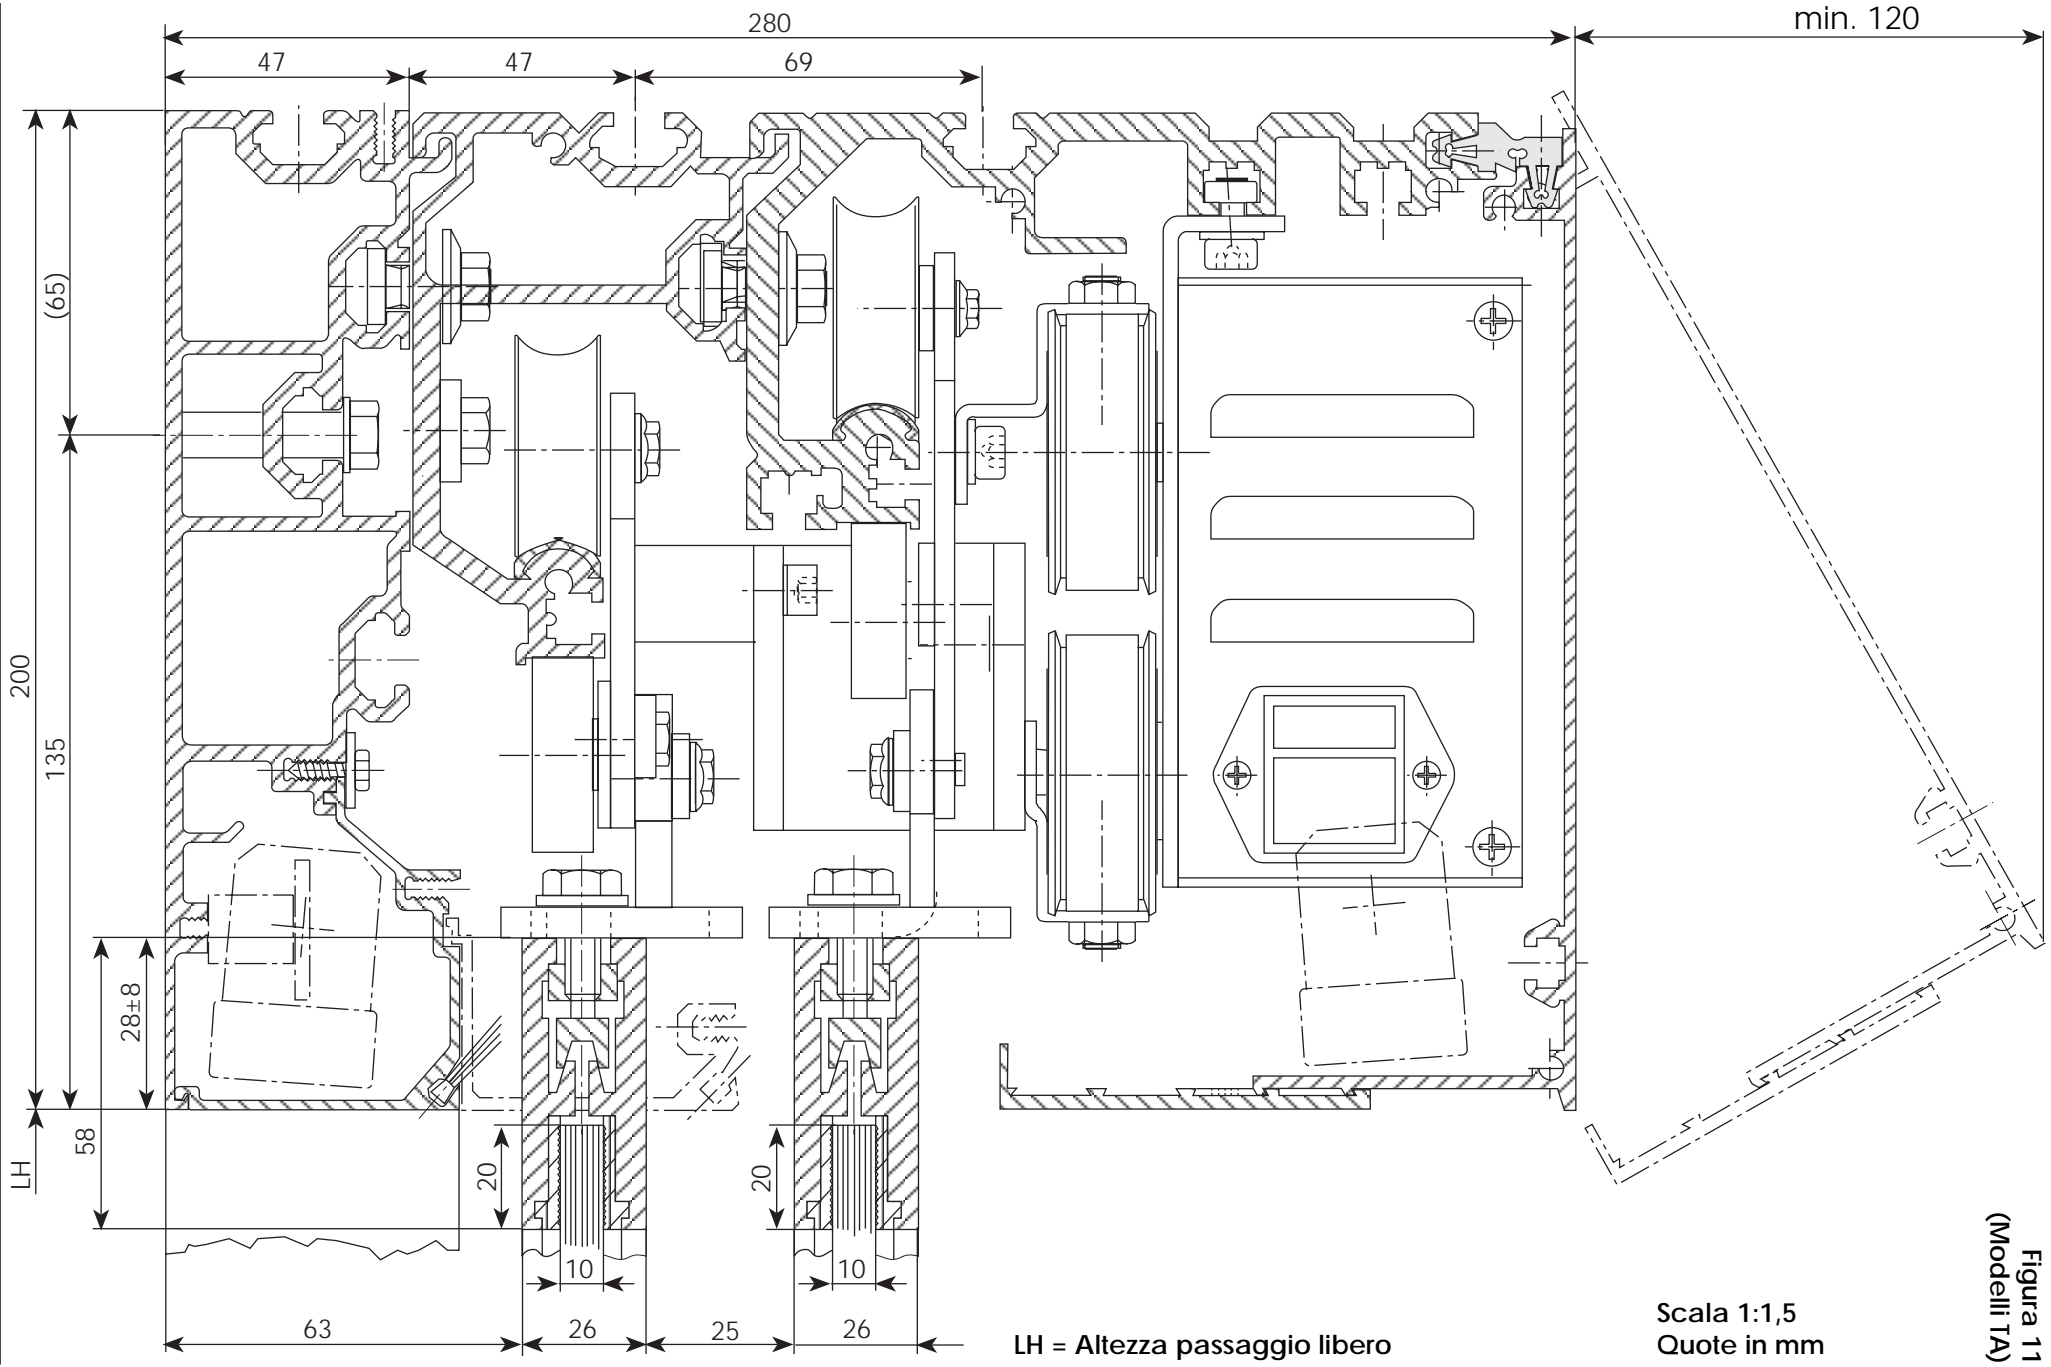 280
min. 120
47
47
69
(65)
200
135
28±8
58
LH
20
20
10
10
63
26
25
26
LH = Altezza passaggio libero
Scala 1:1,5
Quote in mm
Figura 11
(Modelli TA)